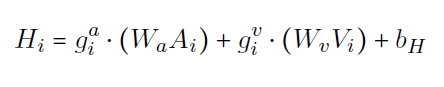 H_i = g_i^a · (W_a A_i) + g_i^v · (W_v V_i) + b_H